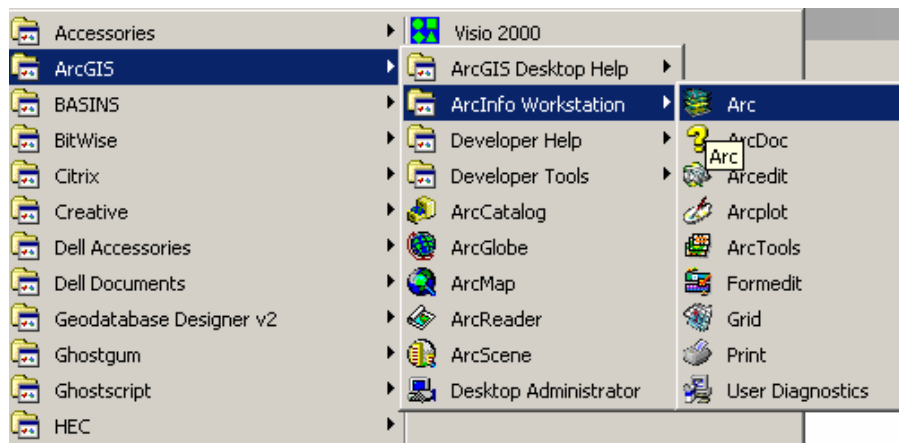 Accessories
ArcGIS
BASINS
BitWise
Citrix
Creative
Dell Accessories
Dell Documents
Geodatabase Designer v2
Ghostgum
Ghostscript
HEC
Visio 2000
ArcGIS Desktop Help
ArcInfo Workstation
Developer Help
Developer Tools
ArcCatalog
ArcGlobe
ArcMap
ArcReader
ArcScene
Desktop Administrator
Arc
ArcDoc
Arc
Arcedit
Arcplot
ArcTools
Formedit
Grid
Print
User Diagnostics